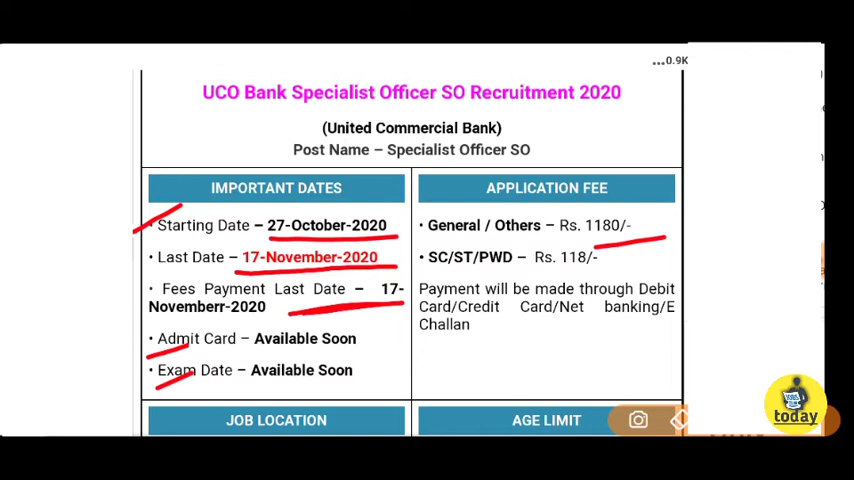 ...0.9K
UCO Bank Specialist Officer SO Recruitment 2020
(United Commercial Bank)
Post Name – Specialist Officer SO
IMPORTANT DATES
• Starting Date – 27-October-2020
• Last Date – 17-November-2020
• Fees Payment Last Date – 17-
Novemberr-2020
• Admit Card – Available Soon
• Exam Date – Available Soon
APPLICATION FEE
• General / Others – Rs. 1180/-
• SC/ST/PWD – Rs. 118/-
Payment will be made through Debit
Card/Credit Card/Net banking/E
Challan
JOB LOCATION
AGE LIMIT
today